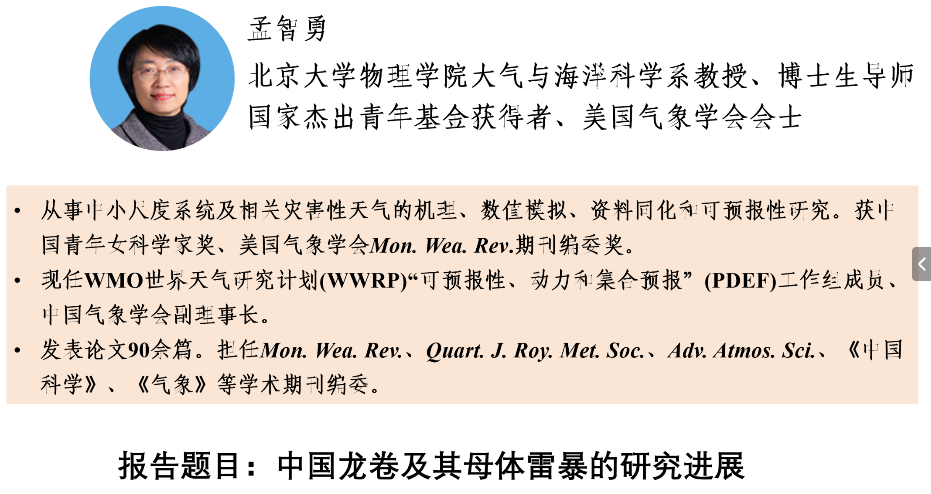 孟智勇
北京大学物理学院大气与海洋科学系教授、博士生导师
国家杰出青年基金获得者、美国气象学会会士
• 从事中小尺度系统及相关灾害性天气的机理、数值模拟、资料同化和可预报性研究。获中
国青年女科学家奖、美国气象学会Mon. Wea. Rev.期刊编委奖。
• 现任WMO世界天气研究计划(WWRP)“可预报性、动力和集合预报” (PDEF)工作组成员、
中国气象学会副理事长。
• 发表论文90余篇。担任Mon. Wea. Rev.、Quart. J. Roy. Met. Soc.、Adv. Atmos. Sci.、《中国
科学》、《气象》等学术期刊编委。
报告题目：中国龙卷及其母体雷暴的研究进展